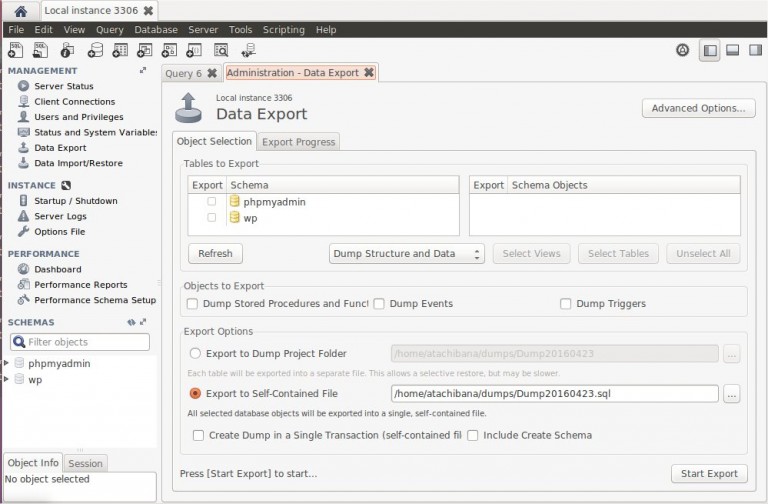 Local instance 3306
File Edit View Query Database Server Tools Scripting Help
MANAGEMENT
Server Status
Client Connections
Users and Privileges
Status and System Variable
Data Export
Data Import/Restore
INSTANCE
Startup / Shutdown
Server Logs
Options File
PERFORMANCE
Dashboard
Performance Reports
Performance Schema Setup
SCHEMAS
Filter objects
phpmyadmin
wp
Object Info Session
No object selected
Query 6 Administration - Data Export
Local instance 3306
Data Export
Advanced Options...
Object Selection Export Progress
Tables to Export
Export Schema
phpmyadmin
wp
Export Schema Objects
Refresh Dump Structure and Data Select Views Select Tables Unselect All
Objects to Export
Dump Stored Procedures and Funct Dump Events Dump Triggers
Export Options
Export to Dump Project Folder /home/atachibana/dumps/Dump20160423 ...
Each table will be exported into a separate file. This allows a selective restore, but may be slower.
Export to Self-Contained File /home/atachibana/dumps/Dump20160423.sql ...
All selected database objects will be exported into a single, self-contained file.
Create Dump in a Single Transaction (self-contained fil Include Create Schema
Press [Start Export] to start... Start Export